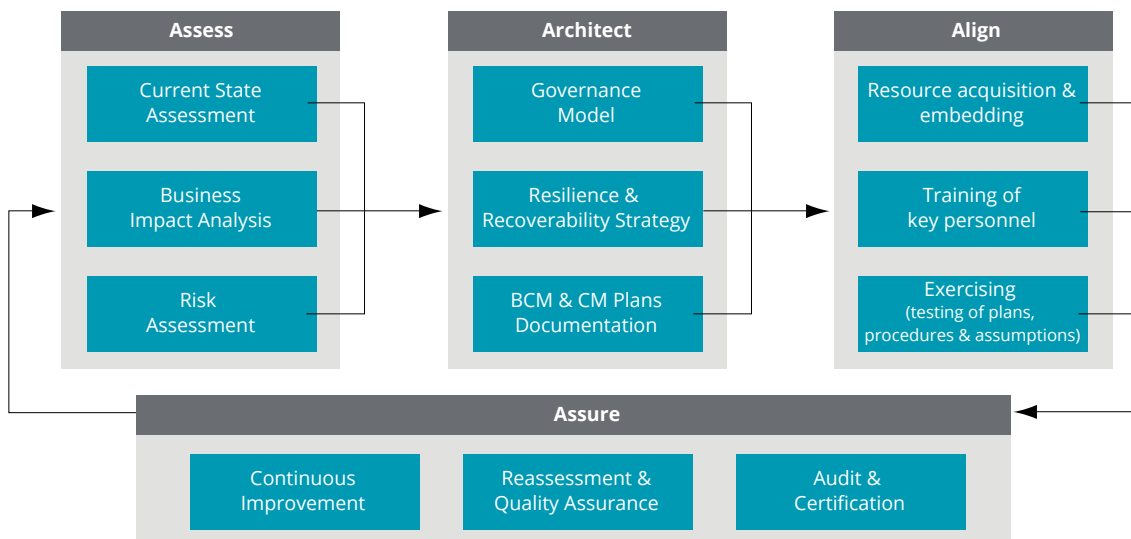 Assess
Current State
Assessment
Business
Impact Analysis
Risk
Assessment
Architect
Governance
Model
Resilience &
Recoverability Strategy
BCM & CM Plans
Documentation
Align
Resource acquisition &
embedding
Training of
key personnel
Exercising
(testing of plans,
procedures & assumptions)
Assure
Continuous
Improvement
Reassessment &
Quality Assurance
Audit &
Certification